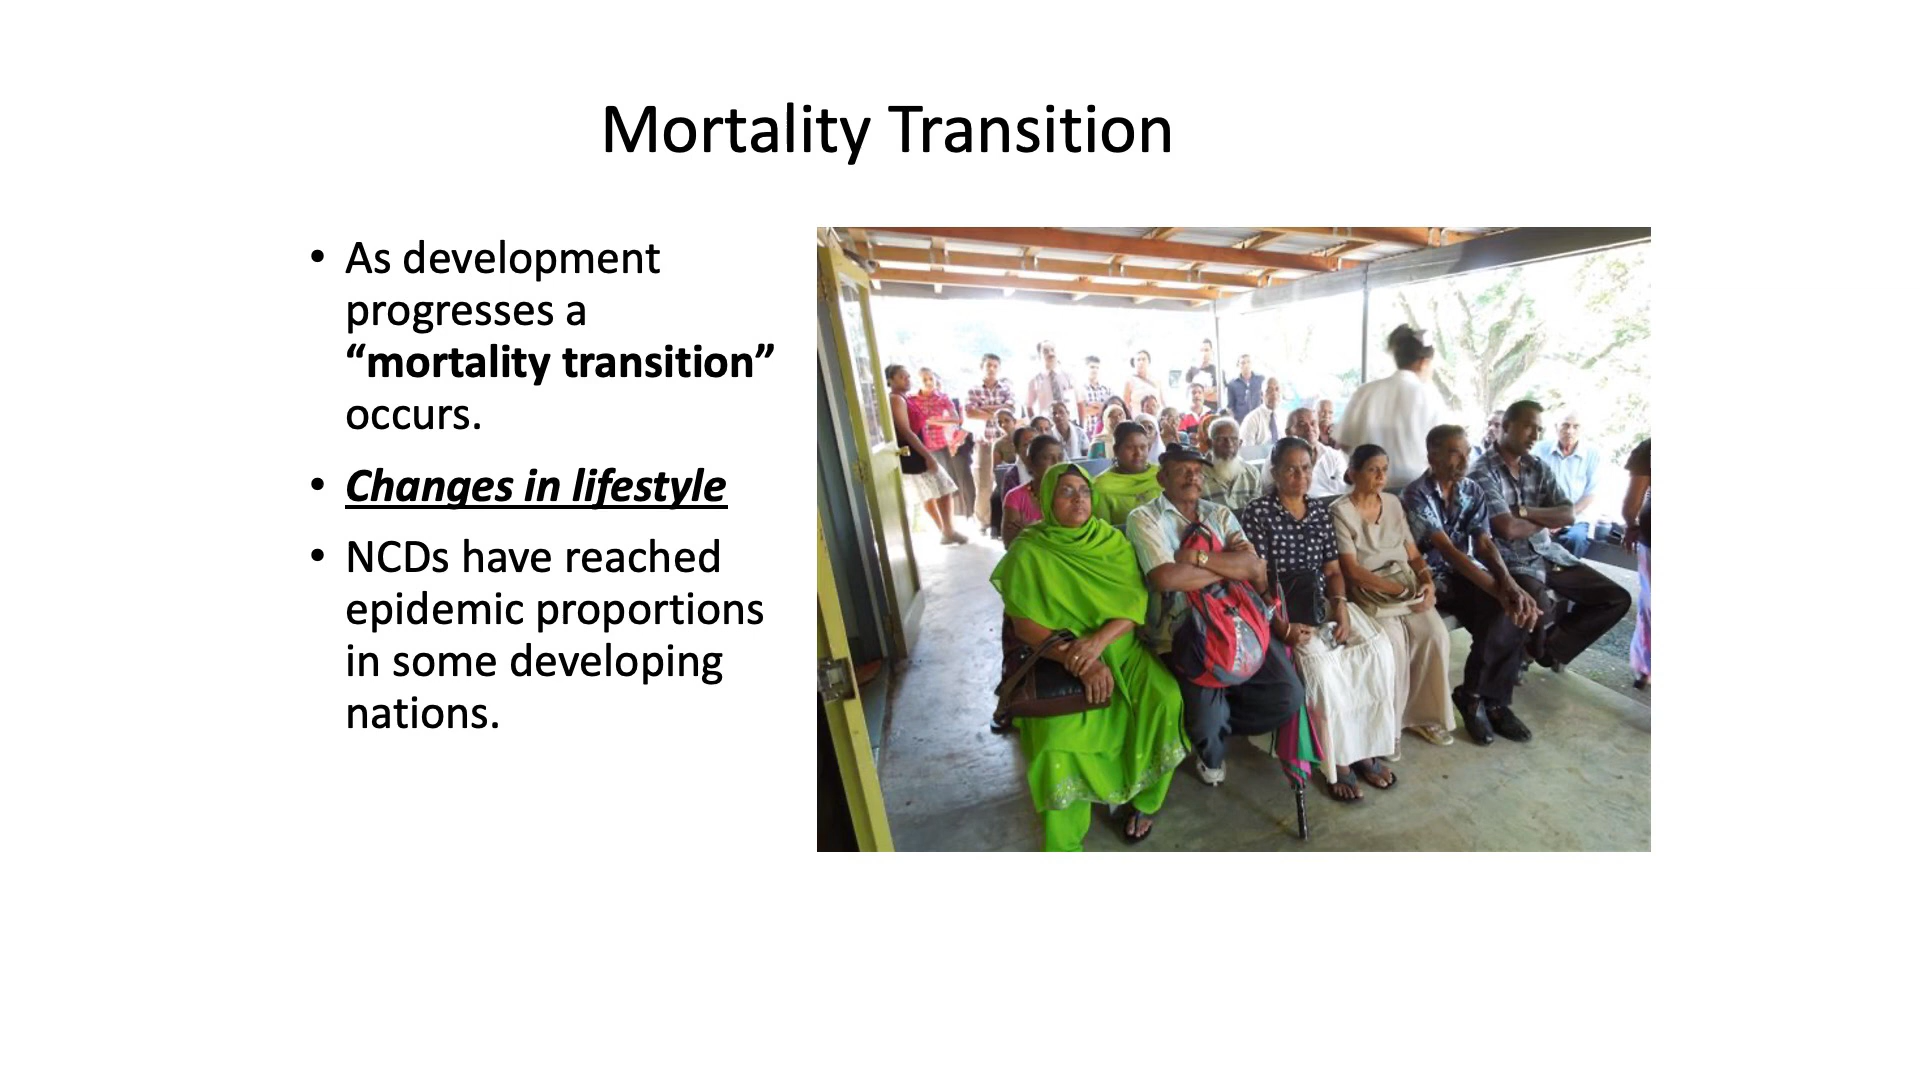 Mortality Transition
• As development
progresses a
“mortality transition”
occurs.
• Changes in lifestyle
• NCDs have reached
epidemic proportions
in some developing
nations.